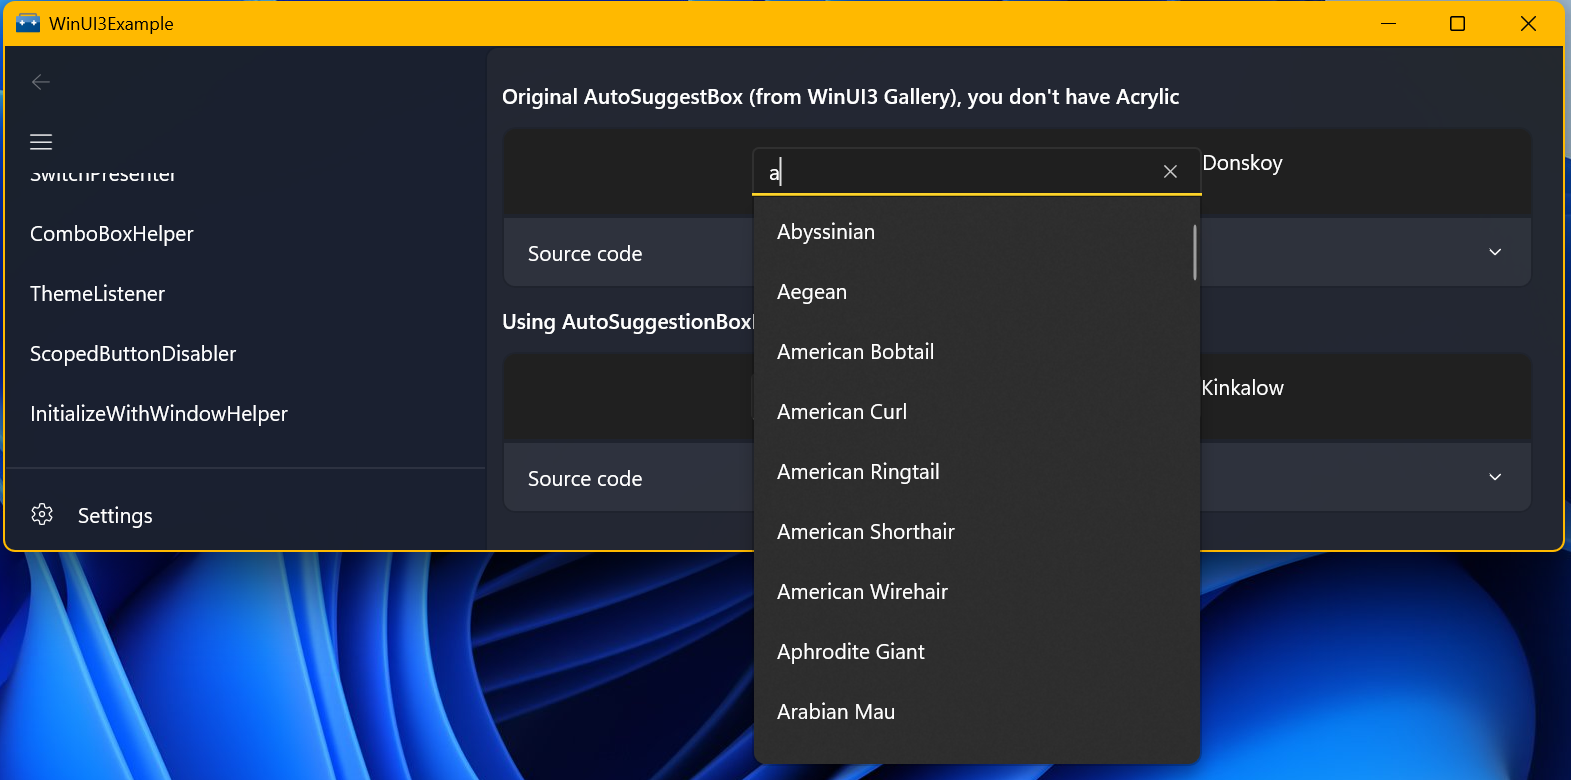 WinUI3Example
SwitchPresenter
ComboBoxHelper
ThemeListener
ScopedButtonDisabler
InitializeWithWindowHelper
Settings
Original AutoSuggestBox (from WinUI3 Gallery), you don't have Acrylic
a
Donskoy
Source code
Using AutoSuggestionBox
Kinkalow
Source code
Abyssinian
Aegean
American Bobtail
American Curl
American Ringtail
American Shorthair
American Wirehair
Aphrodite Giant
Arabian Mau